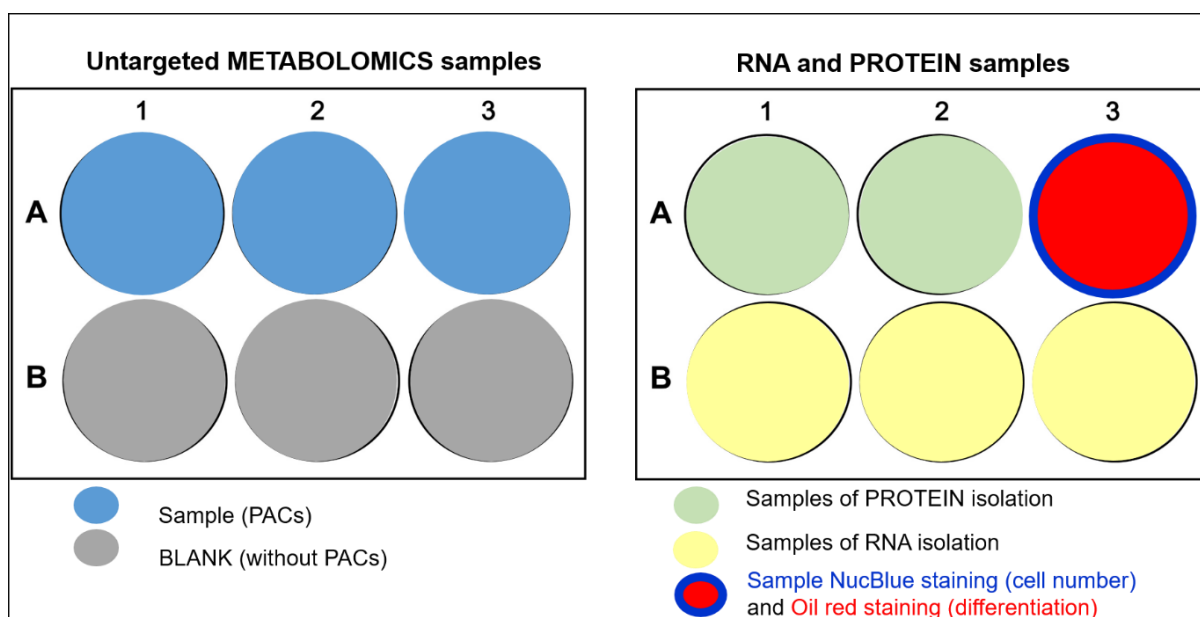 Untargeted METABOLOMICS samples
1 2 3
A
B
Sample (PACs)
BLANK (without PACs)
RNA and PROTEIN samples
1 2 3
A
B
Samples of PROTEIN isolation
Samples of RNA isolation
Sample NucBlue staining (cell number)
and Oil red staining (differentiation)